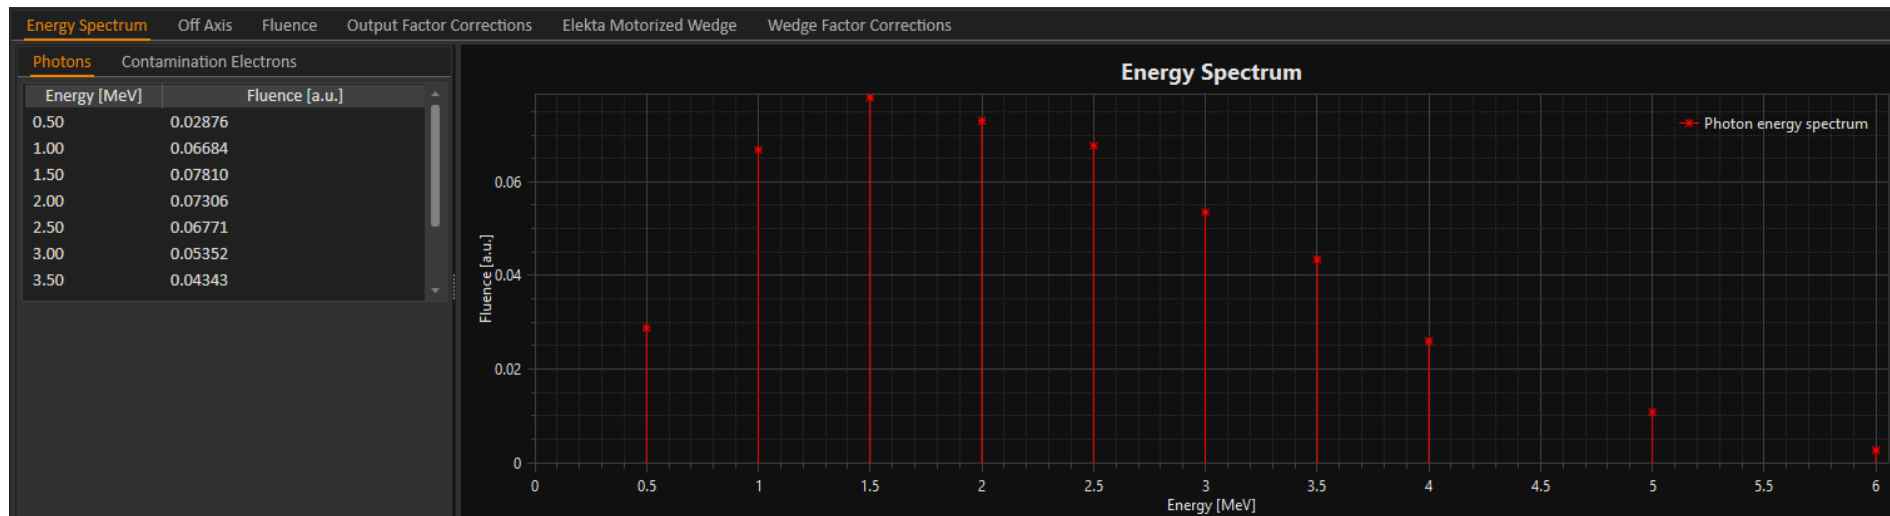 Energy Spectrum Off Axis Fluence Output Factor Corrections Elekta Motorized Wedge Wedge Factor Corrections
Photons Contamination Electrons
Energy [MeV] Fluence [a.u.]
0.50 0.02876
1.00 0.06684
1.50 0.07810
2.00 0.07306
2.50 0.06771
3.00 0.05352
3.50 0.04343
Energy Spectrum
Photon energy spectrum
Fluence [a.u.]
0.06
0.04
0.02
0
0 0.5 1 1.5 2 2.5 3 3.5 4 4.5 5 5.5 6
Energy [MeV]